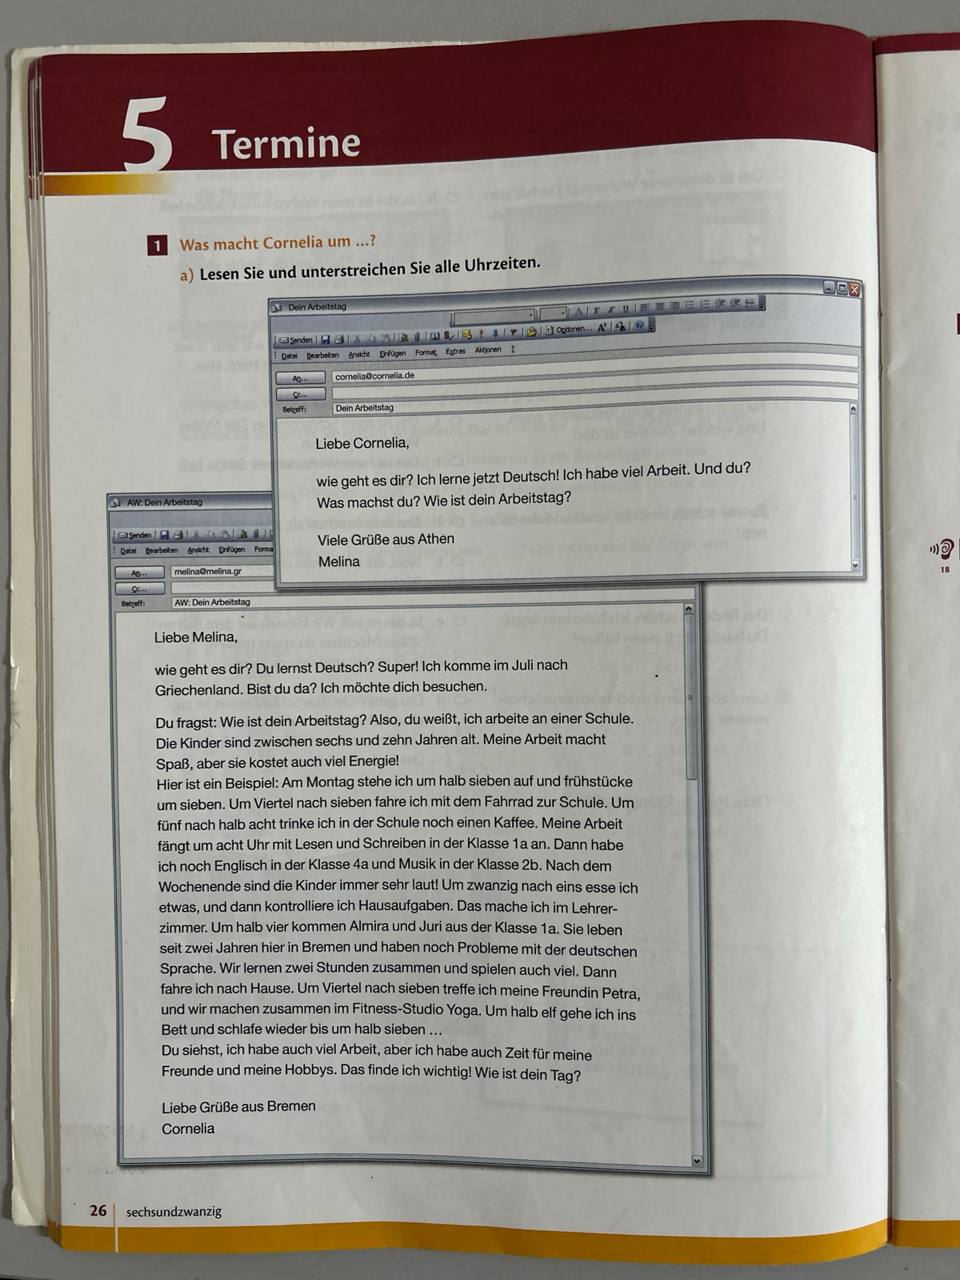 5 Termine
1 Was macht Cornelia um ...?
a) Lesen Sie und unterstreichen Sie alle Uhrzeiten.
Dein Arbeitstag
Senden
Optionen...
Datei Bearbeiten Ansicht Einfügen Format Extras Aktionen ?
An... cornelia@cornelia.de
Cc...
Betreff: Dein Arbeitstag
Liebe Cornelia,
wie geht es dir? Ich lerne jetzt Deutsch! Ich habe viel Arbeit. Und du?
Was machst du? Wie ist dein Arbeitstag?
Viele Grüße aus Athen
Melina
AW: Dein Arbeitstag
Senden
Datei Bearbeiten Ansicht Einfügen Forma
An... melina@melina.gr
Cc...
Betreff: AW: Dein Arbeitstag
Liebe Melina,
wie geht es dir? Du lernst Deutsch? Super! Ich komme im Juli nach
Griechenland. Bist du da? Ich möchte dich besuchen.
Du fragst: Wie ist dein Arbeitstag? Also, du weißt, ich arbeite an einer Schule.
Die Kinder sind zwischen sechs und zehn Jahren alt. Meine Arbeit macht
Spaß, aber sie kostet auch viel Energie!
Hier ist ein Beispiel: Am Montag stehe ich um halb sieben auf und frühstücke
um sieben. Um Viertel nach sieben fahre ich mit dem Fahrrad zur Schule. Um
fünf nach halb acht trinke ich in der Schule noch einen Kaffee. Meine Arbeit
fängt um acht Uhr mit Lesen und Schreiben in der Klasse 1a an. Dann habe
ich noch Englisch in der Klasse 4a und Musik in der Klasse 2b. Nach dem
Wochenende sind die Kinder immer sehr laut! Um zwanzig nach eins esse ich
etwas, und dann kontrolliere ich Hausaufgaben. Das mache ich im Lehrer-
zimmer. Um halb vier kommen Almira und Juri aus der Klasse 1a. Sie leben
seit zwei Jahren hier in Bremen und haben noch Probleme mit der deutschen
Sprache. Wir lernen zwei Stunden zusammen und spielen auch viel. Dann
fahre ich nach Hause. Um Viertel nach sieben treffe ich meine Freundin Petra,
und wir machen zusammen im Fitness-Studio Yoga. Um halb elf gehe ich ins
Bett und schlafe wieder bis um halb sieben ...
Du siehst, ich habe auch viel Arbeit, aber ich habe auch Zeit für meine
Freunde und meine Hobbys. Das finde ich wichtig! Wie ist dein Tag?
Liebe Grüße aus Bremen
Cornelia
26 sechsundzwanzig
18